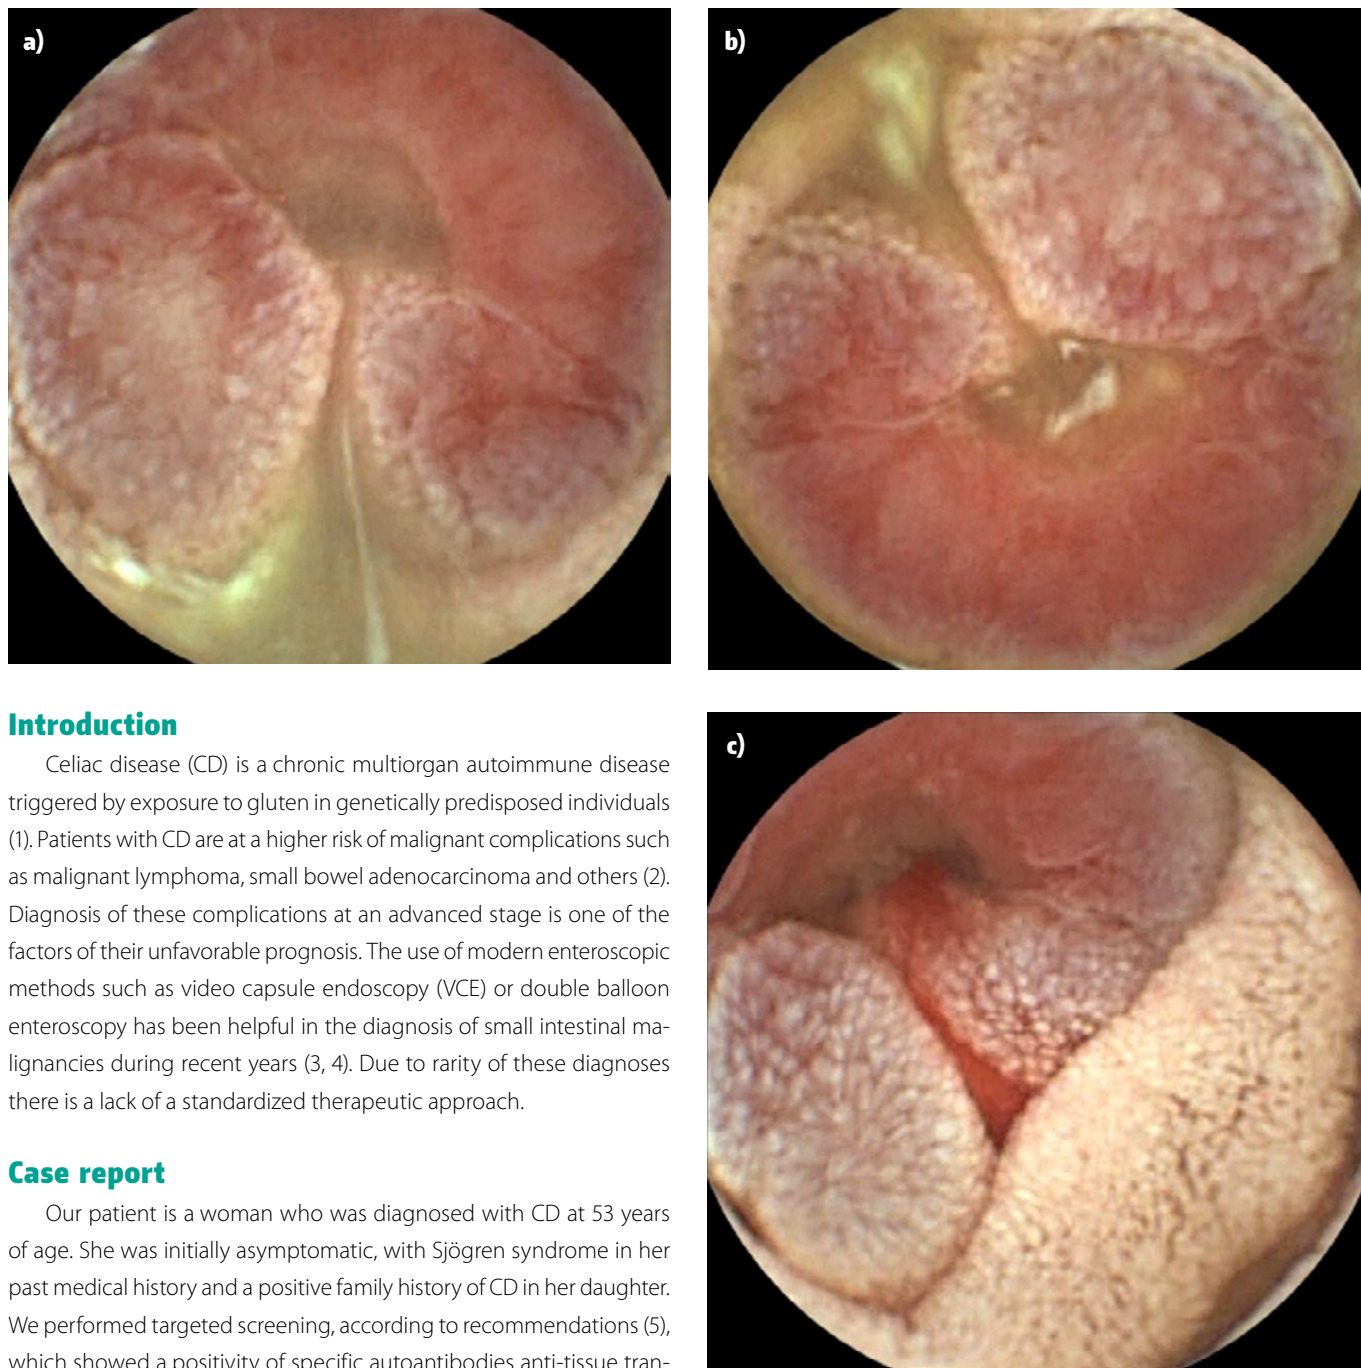 a)
b)
Introduction
Celiac disease (CD) is a chronic multiorgan autoimmune disease
triggered by exposure to gluten in genetically predisposed individuals
(1). Patients with CD are at a higher risk of malignant complications such
as malignant lymphoma, small bowel adenocarcinoma and others (2).
Diagnosis of these complications at an advanced stage is one of the
factors of their unfavorable prognosis. The use of modern enteroscopic
methods such as video capsule endoscopy (VCE) or double balloon
enteroscopy has been helpful in the diagnosis of small intestinal ma-
lignancies during recent years (3, 4). Due to rarity of these diagnoses
there is a lack of a standardized therapeutic approach.
Case report
Our patient is a woman who was diagnosed with CD at 53 years
of age. She was initially asymptomatic, with Sjögren syndrome in her
past medical history and a positive family history of CD in her daughter.
We performed targeted screening, according to recommendations (5),
which showed a positivity of specific autoantibodies anti-tissue tran-
c)